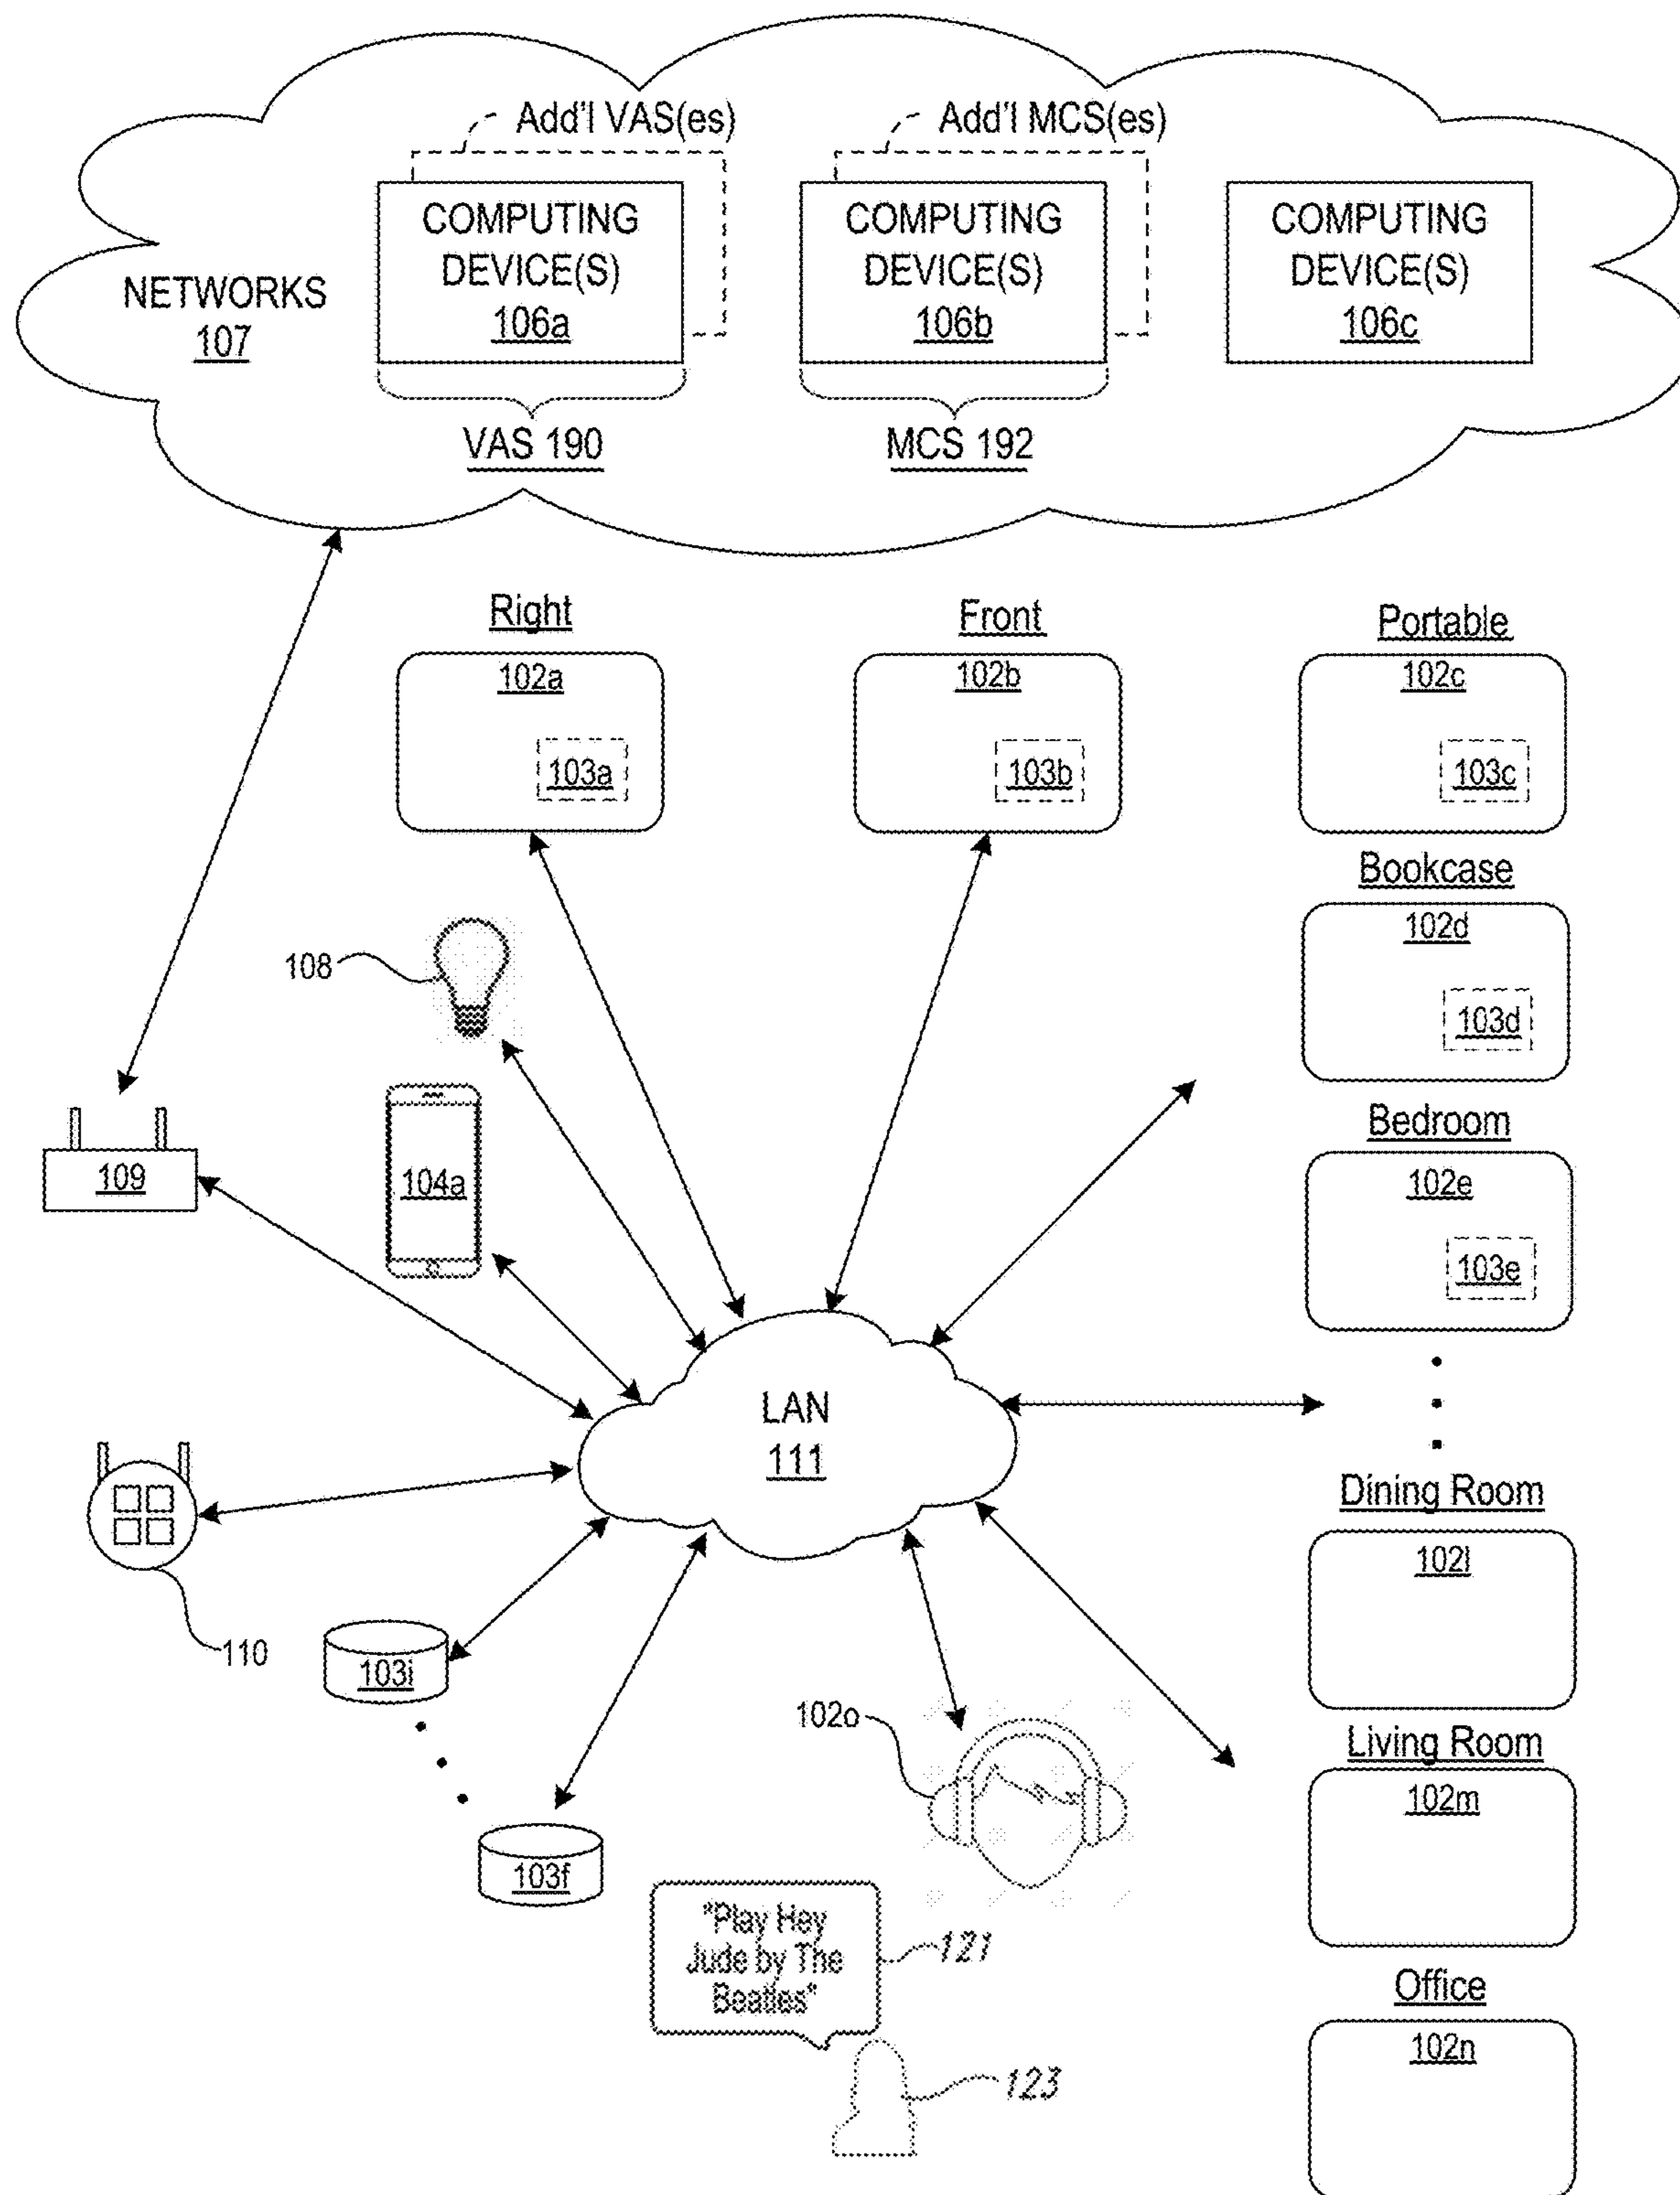 Add'l VAS(es)
Add'l MCS(es)
COMPUTING
DEVICE(S)
106a
COMPUTING
DEVICE(S)
106b
COMPUTING
DEVICE(S)
106c
NETWORKS
107
VAS 190
MCS 192
Right
102a
103a
Front
102b
103b
Portable
102c
103c
Bookcase
102d
103d
108
Bedroom
102e
103e
104a
109
LAN
111
Dining Room
102l
110
103i
102o
Living Room
102m
103f
"Play Hey
Jude by The
Beatles"
121
Office
102n
123